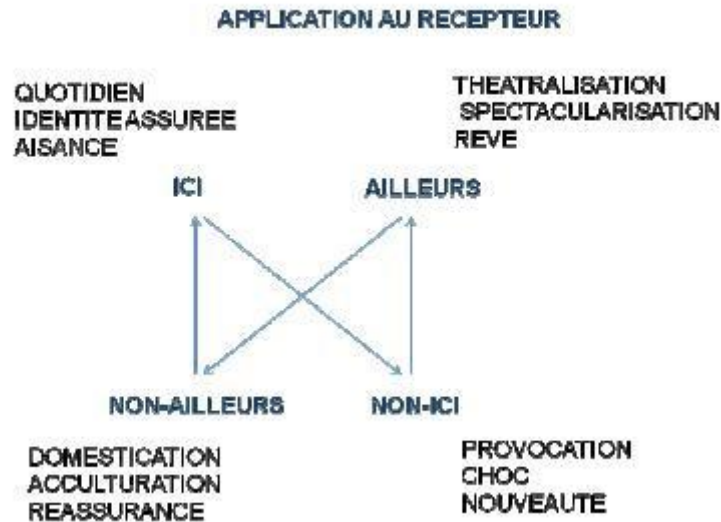 APPLICATION AU RECEPTEUR
QUOTIDIEN
IDENTITE ASSUREE
AISANCE
THEATRALISATION
SPECTACULARISATION
REVE
ICI
AILLEURS
NON-AILLEURS
NON-ICI
DOMESTICATION
ACCULTURATION
REASSURANCE
PROVOCATION
CHOC
NOUVEAUTE